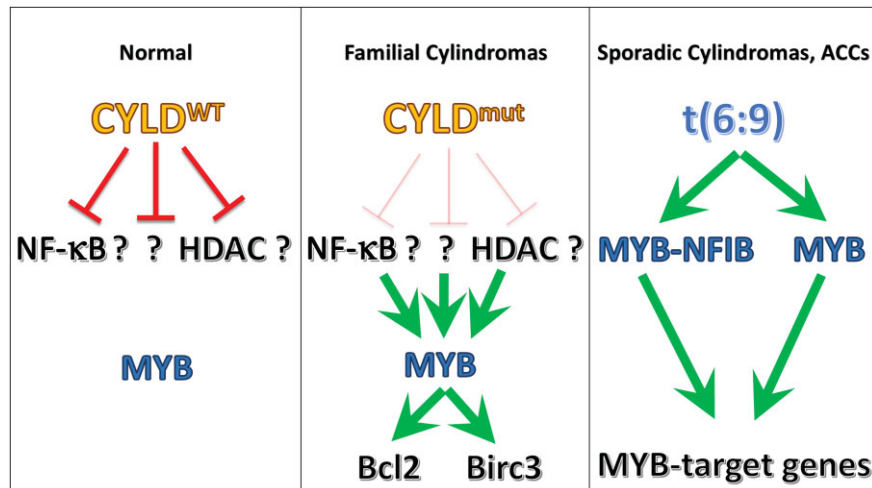 Normal
CYLDWT
NF-κB ? ? HDAC ?
MYB
Familial Cylindromas
CYLDmut
NF-κB ? ? HDAC ?
MYB
Bcl2 Birc3
Sporadic Cylindromas, ACCs
t(6:9)
MYB-NFIB MYB
MYB-target genes